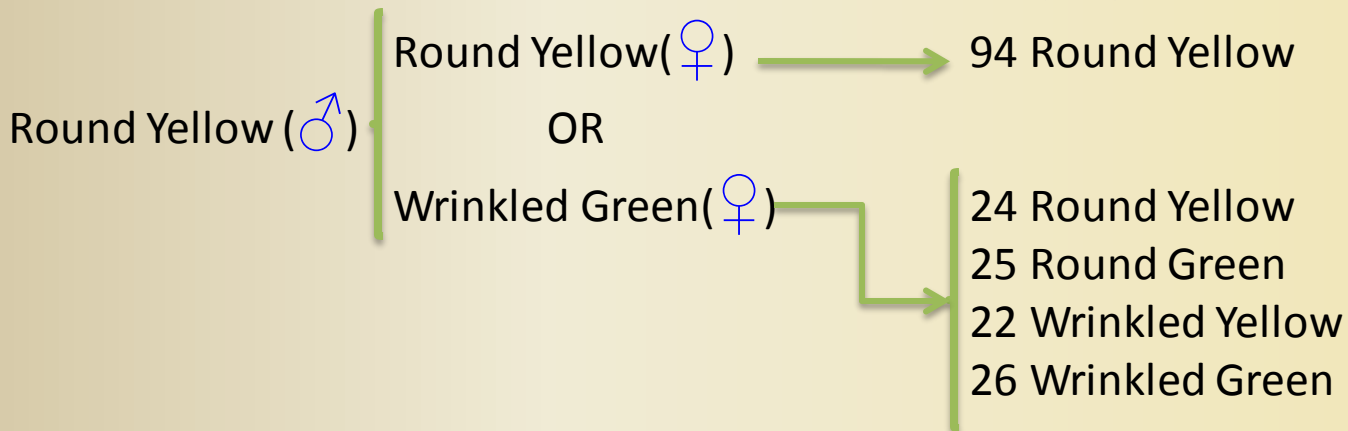 Round Yellow(♀)
94 Round Yellow
Round Yellow (♂)
OR
Wrinkled Green(♀)
24 Round Yellow
25 Round Green
22 Wrinkled Yellow
26 Wrinkled Green